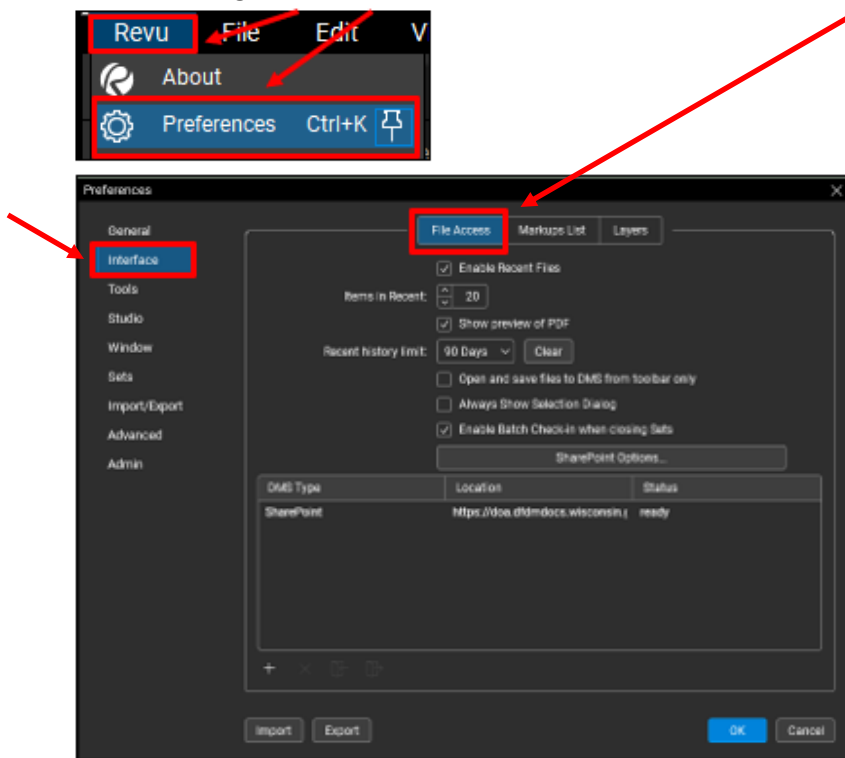 Revu File Edit V
About
Preferences Ctrl+K
Preferences
General
File Access Markups List Layers
Interface
Enable Recent Files
Tools
Items in Recent: 20
Studio
Show preview of PDF
Window
Recent history limit: 90 Days Clear
Sets
Open and save files to DMS from toolbar only
Import/Export
Always Show Selection Dialog
Advanced
Enable Batch Check-in when closing Sets
Admin
SharePoint Options...
DMS Type Location Status
SharePoint https://doa.dfdmdocs.wisconsin.g ready
Import Export OK Cancel